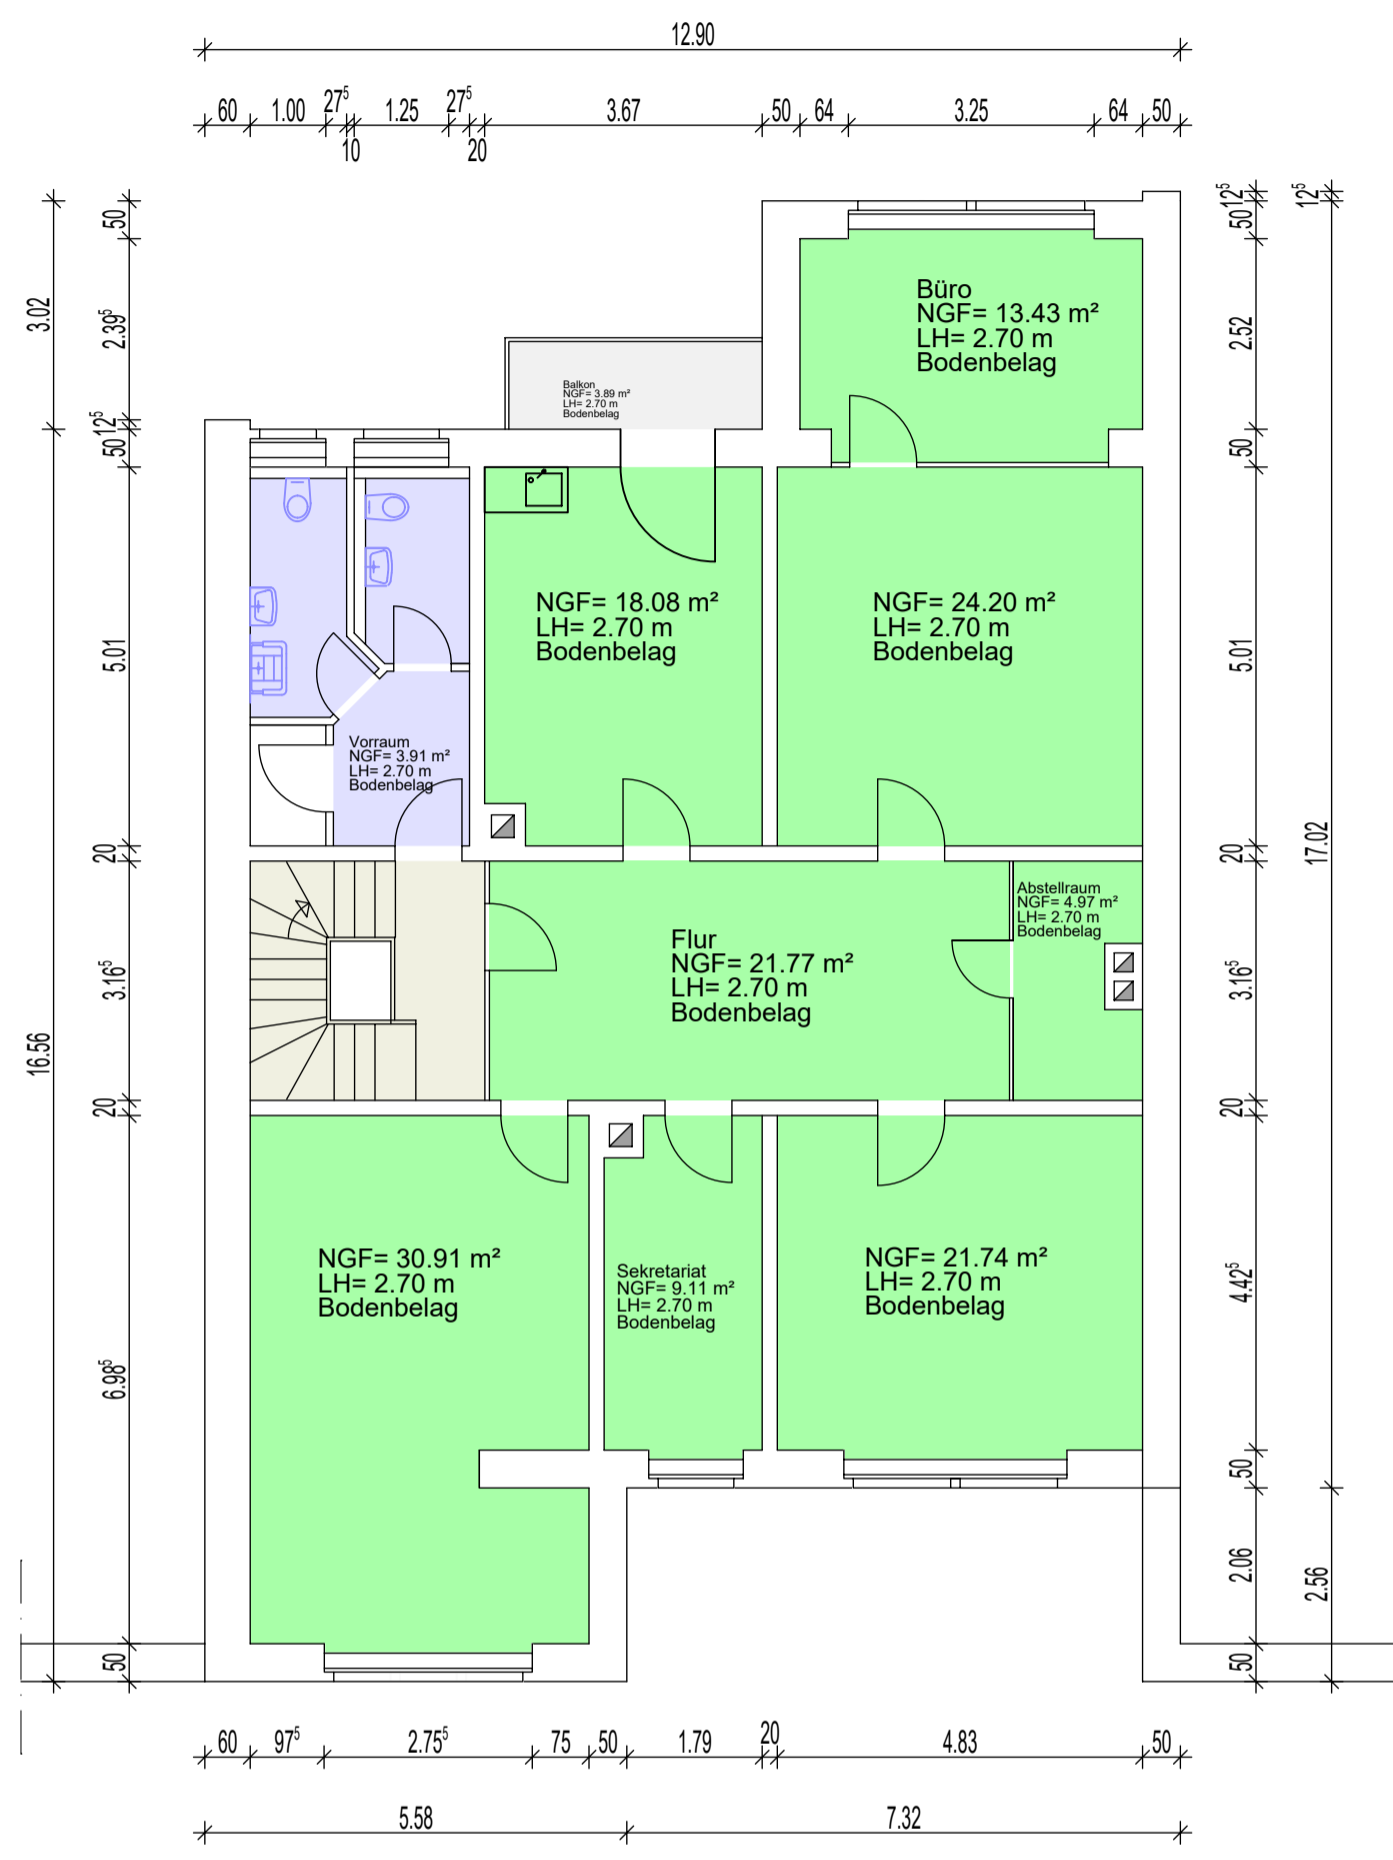 12.90
60 1.00 27⁵ 10 1.25 27⁵ 20 3.67 50 64 3.25 64 50
3.02
16.56
50
2.39⁵
12⁵
50
5.01
20
3.16⁵
20
6.98⁵
50
Büro
NGF= 13.43 m²
LH= 2.70 m
Bodenbelag
Balkon
NGF= 3.89 m²
LH= 2.70 m
Bodenbelag
NGF= 18.08 m²
LH= 2.70 m
Bodenbelag
NGF= 24.20 m²
LH= 2.70 m
Bodenbelag
Vorraum
NGF= 3.91 m²
LH= 2.70 m
Bodenbelag
Flur
NGF= 21.77 m²
LH= 2.70 m
Bodenbelag
Abstellraum
NGF= 4.97 m²
LH= 2.70 m
Bodenbelag
NGF= 30.91 m²
LH= 2.70 m
Bodenbelag
Sekretariat
NGF= 9.11 m²
LH= 2.70 m
Bodenbelag
NGF= 21.74 m²
LH= 2.70 m
Bodenbelag
12⁵
50
2.52
50
5.01
20
3.16⁵
20
4.42⁵
50
2.06
50
12⁵
17.02
2.56
60 97⁵ 2.75⁵ 75 50 1.79 20 4.83 50
5.58 7.32